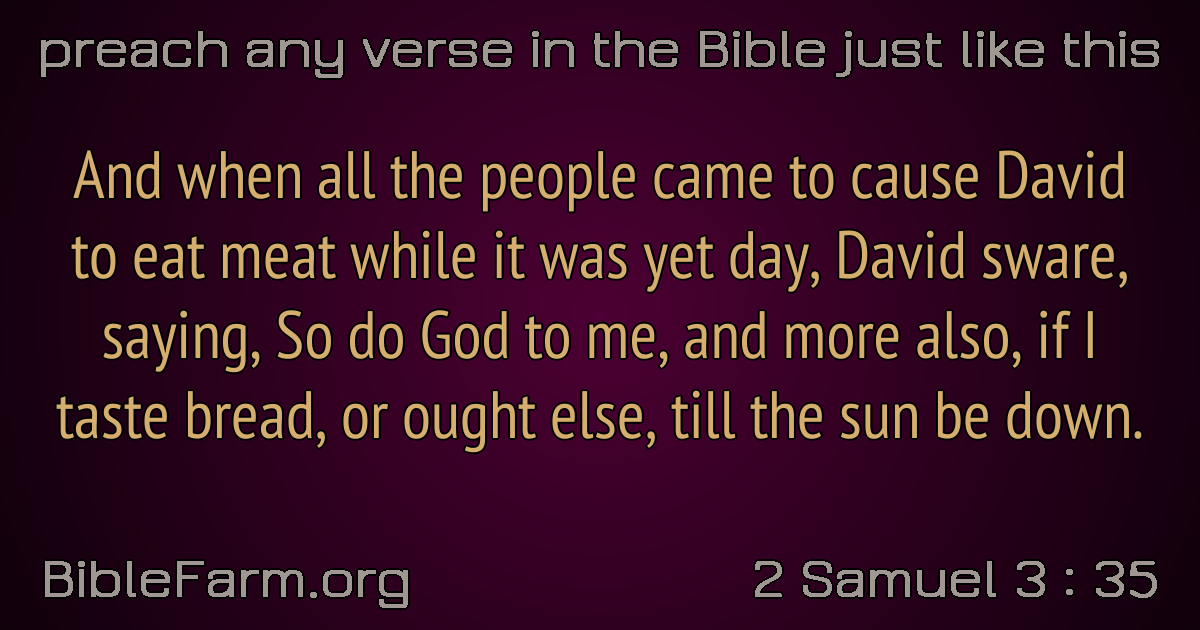 preach any verse in the Bible just like this
And when all the people came to cause David
to eat meat while it was yet day, David sware,
saying, So do God to me, and more also, if I
taste bread, or ought else, till the sun be down.
BibleFarm.org
2 Samuel 3 : 35